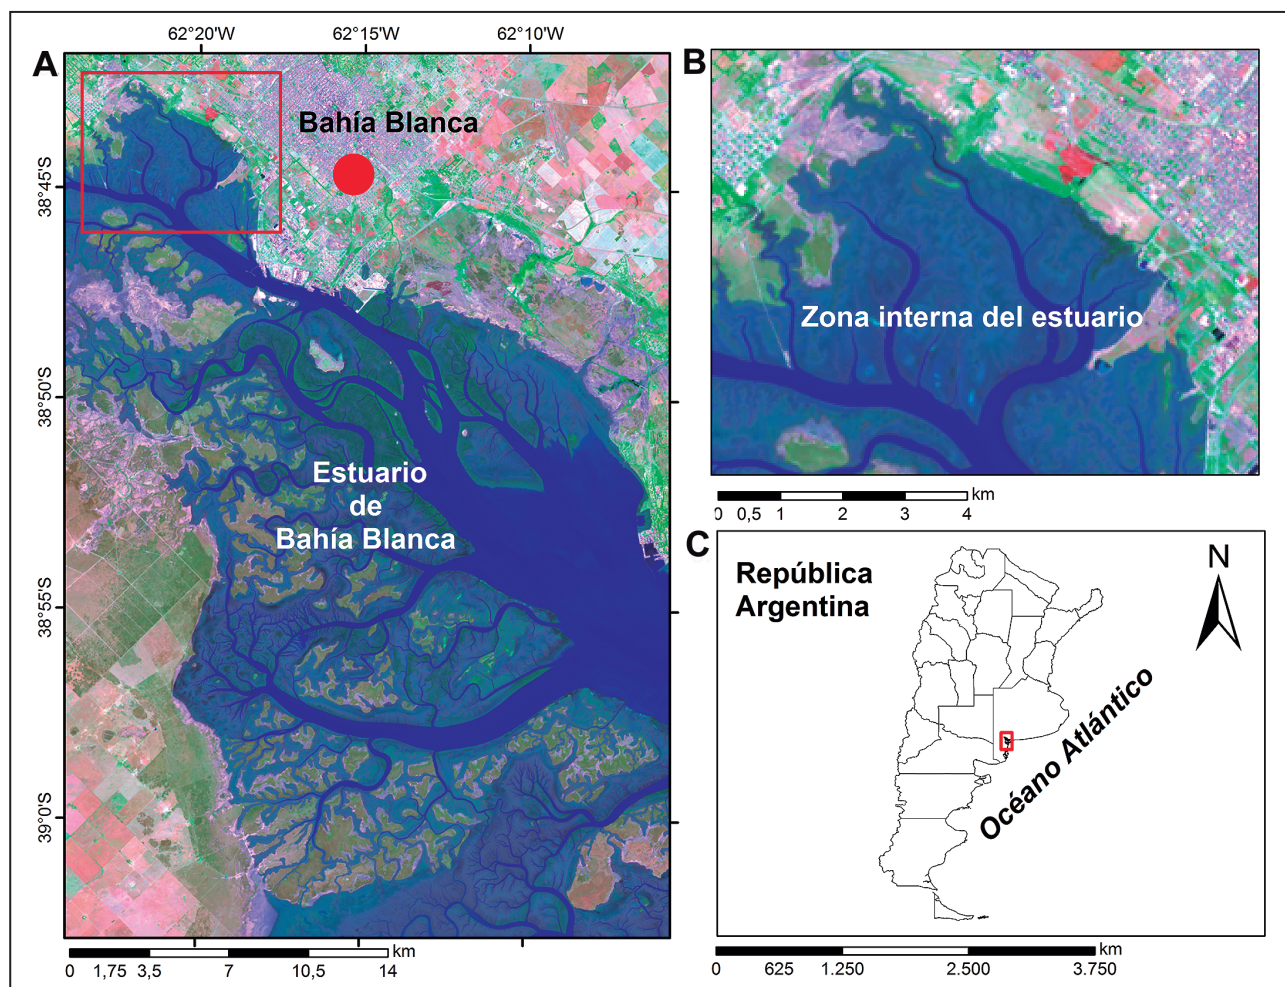 62°20'W 62°15'W 62°10'W
A
Bahía Blanca
38°45'S
38°50'S
38°55'S
39°0'S
Estuario
de
Bahía Blanca
0 1,75 3,5 7 10,5 14 km
B
Zona interna del estuario
0 0,5 1 2 3 4 km
C
República
Argentina
N
Océano Atlántico
0 625 1.250 2.500 3.750 km